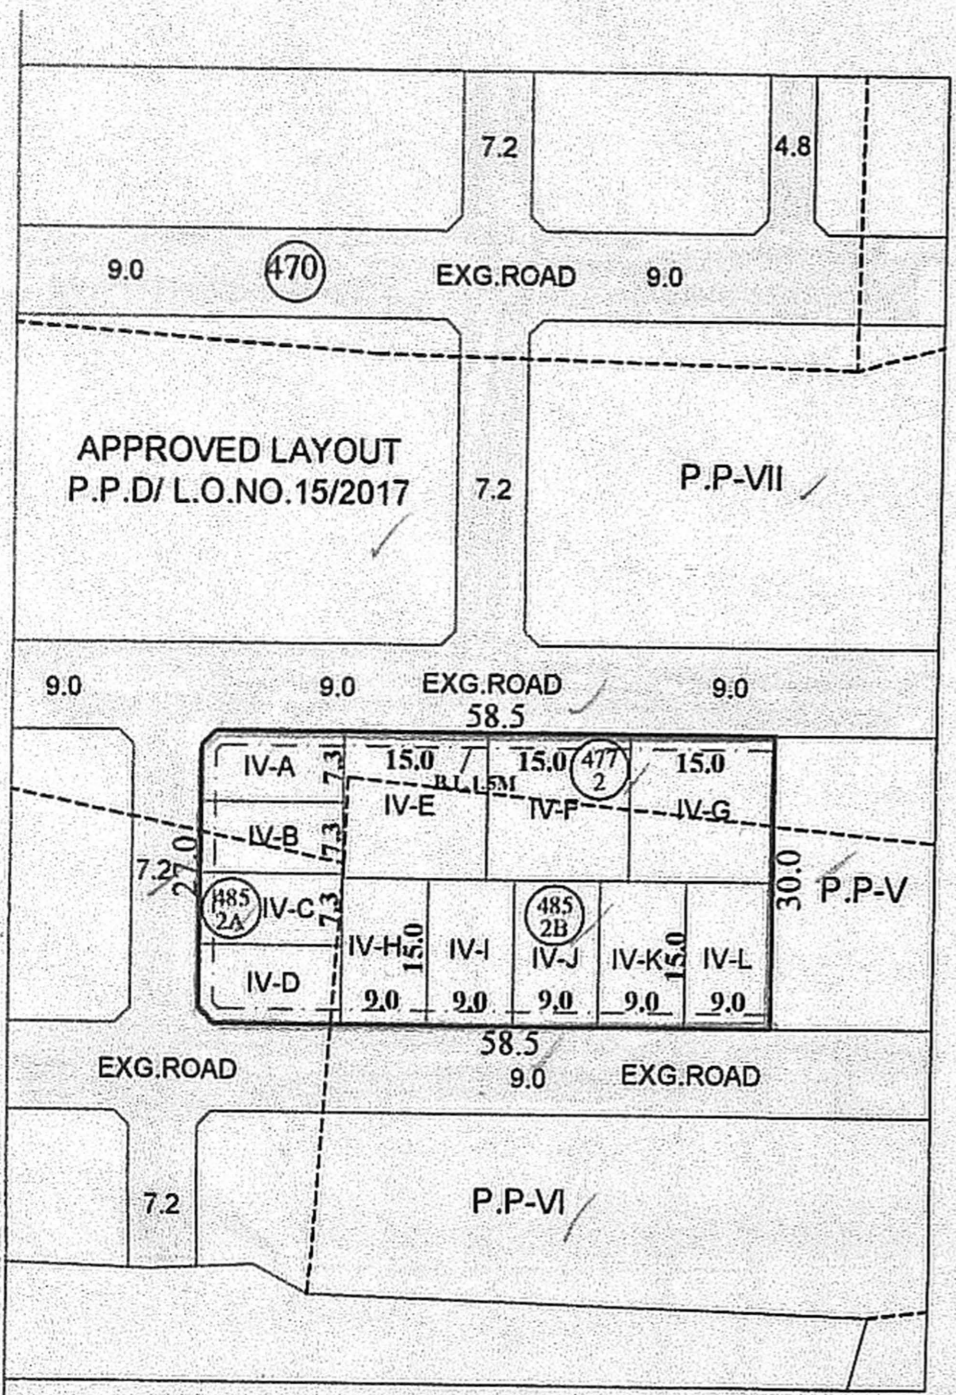 7.2
4.8
9.0
470
EXG.ROAD
9.0
APPROVED LAYOUT
P.P.D/ L.O.NO.15/2017
7.2
P.P-VII
9.0
9.0
EXG.ROAD
9.0
58.5
IV-A
7.3
15.0
B.L.1.5M
IV-E
15.0
477
2
IV-F
15.0
IV-G
IV-B
7.3
27.0
7.2
30.0
P.P-V
485
2A
IV-C
7.3
IV-D
IV-H
15.0
9.0
IV-I
9.0
485
2B
IV-J
9.0
IV-K
15.0
9.0
IV-L
9.0
58.5
EXG.ROAD
9.0
EXG.ROAD
7.2
P.P-VI